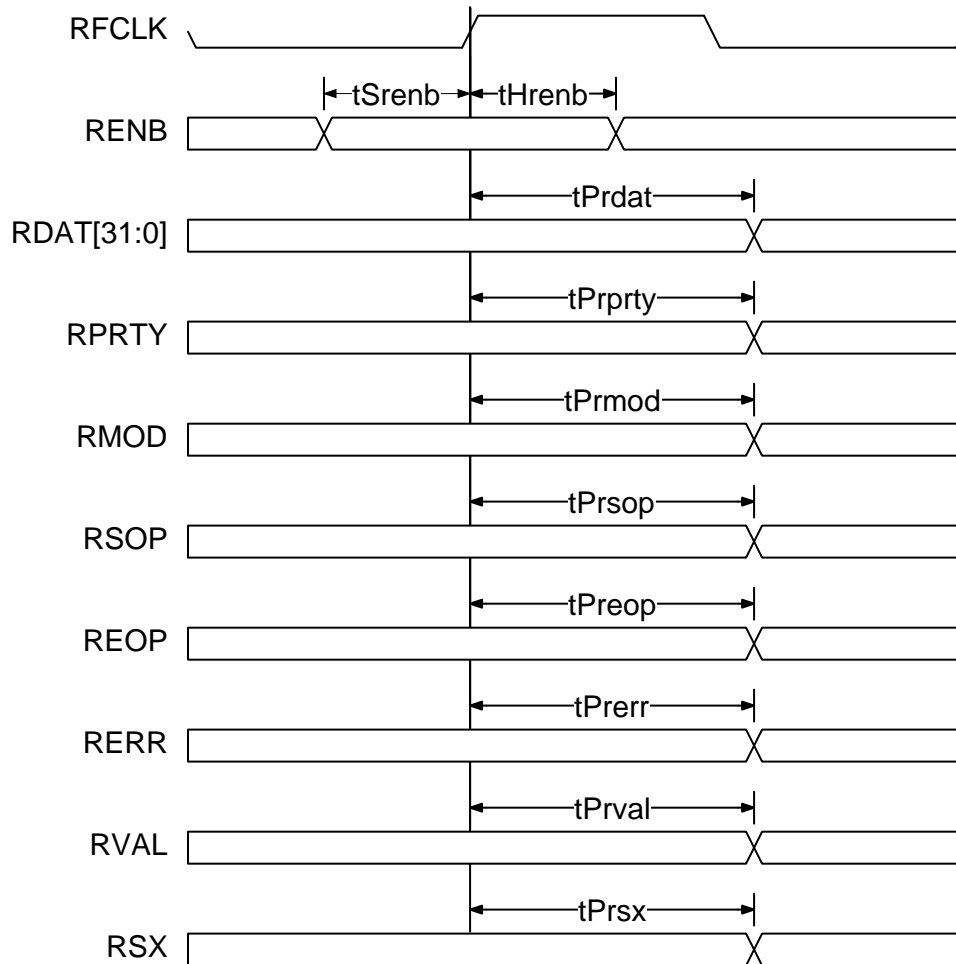 RFCLK
tSrenb tHrenb
RENB
tPrdat
RDAT[31:0]
tPrprty
RPRTY
tPrmod
RMOD
tPrsop
RSOP
tPreop
REOP
tPrerr
RERR
tPrval
RVAL
tPrsx
RSX